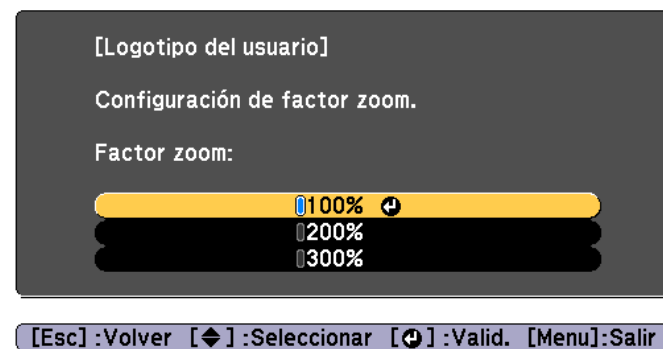 [Logotipo del usuario]
Configuración de factor zoom.
Factor zoom:
100%
200%
300%
[Esc] :Volver [◆] :Seleccionar [↵] :Valid. [Menu]:Salir